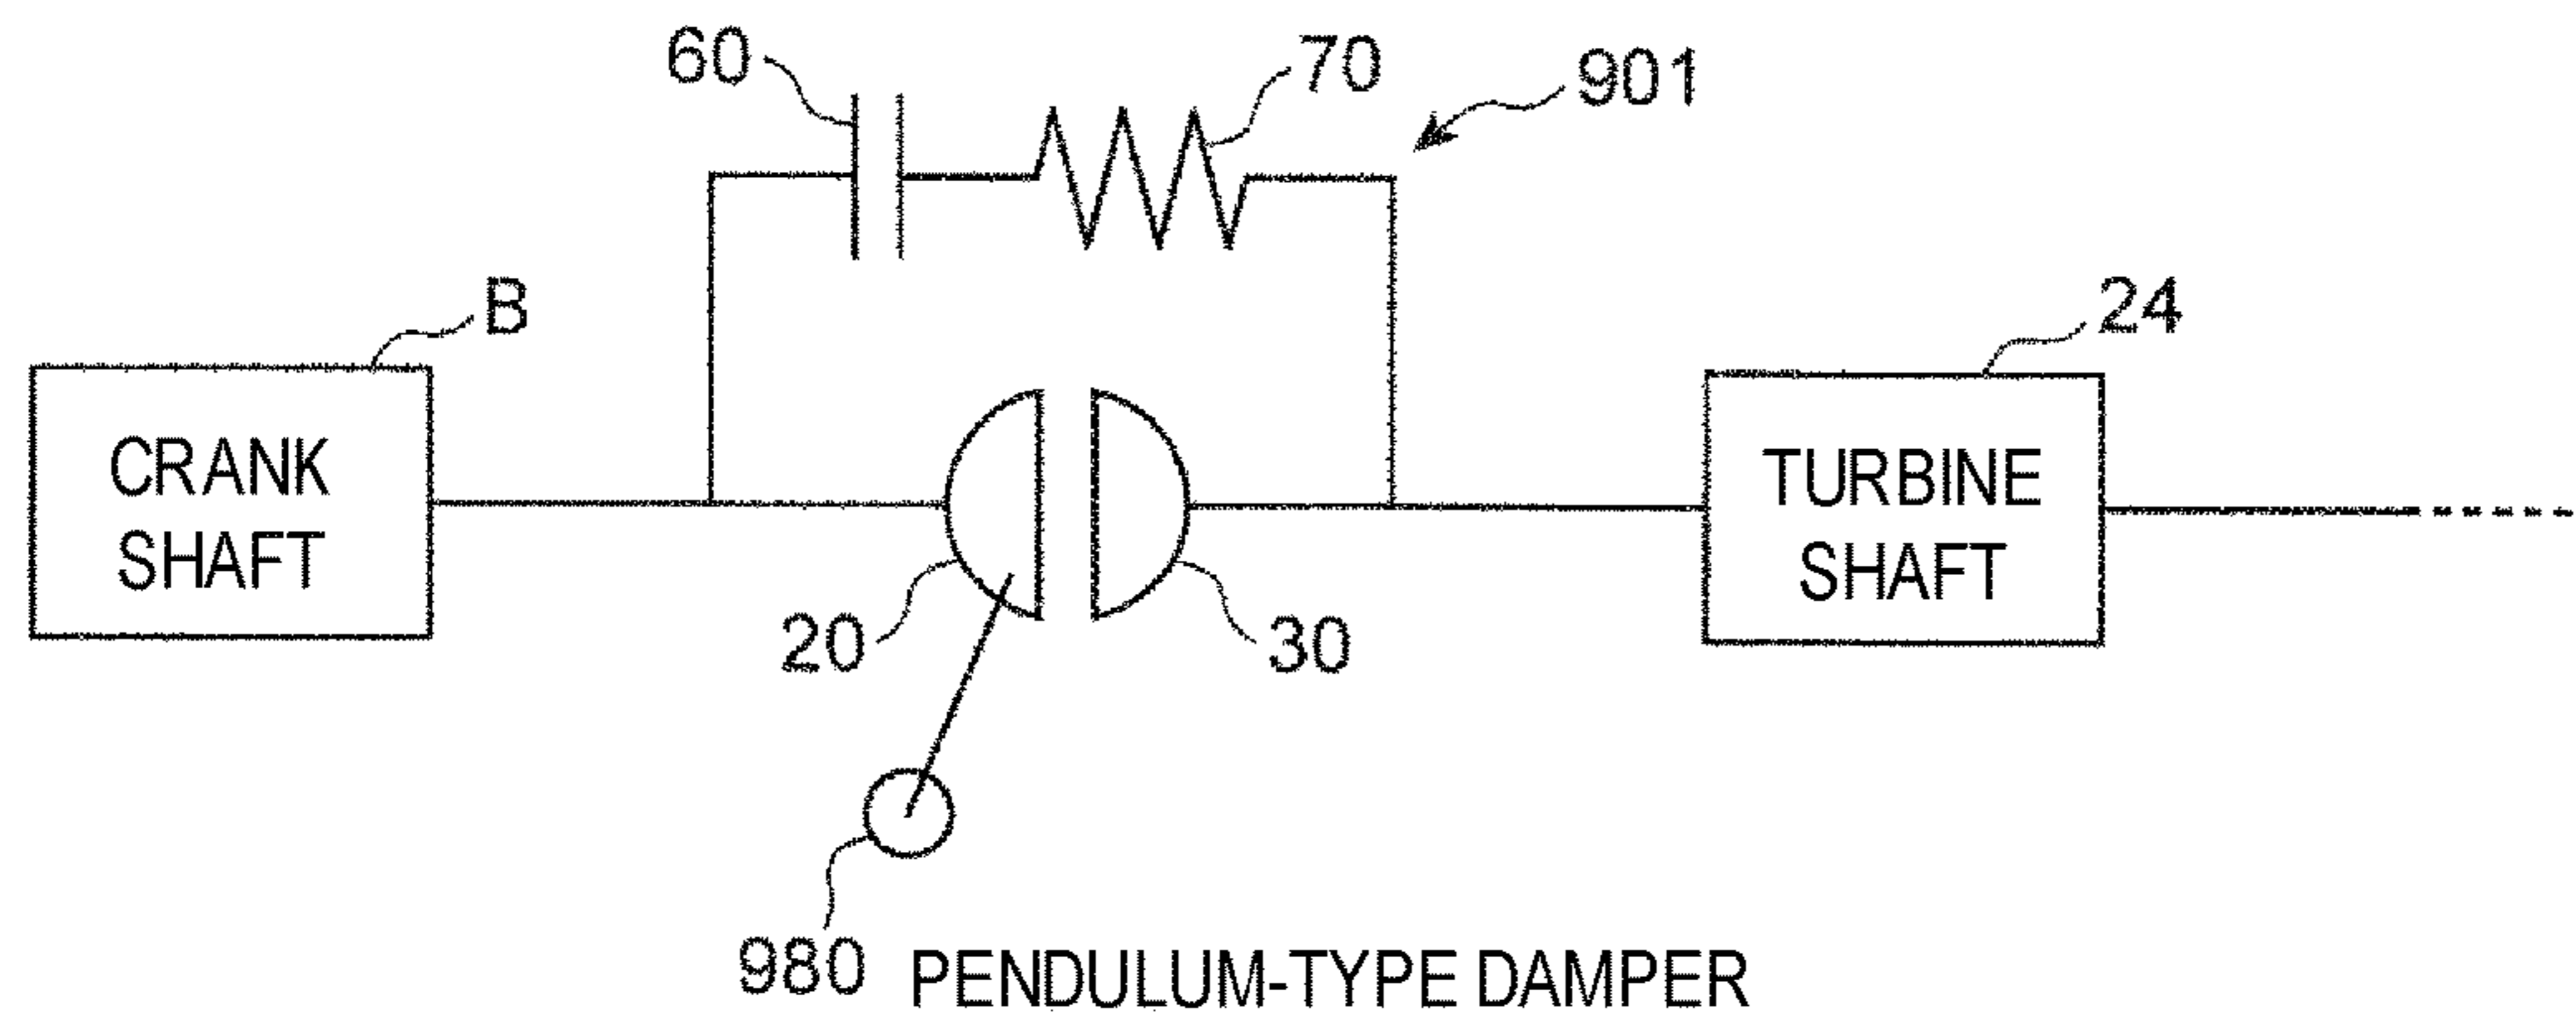 60
70
901
B
24
CRANK
SHAFT
TURBINE
SHAFT
20
30
980
PENDULUM-TYPE DAMPER